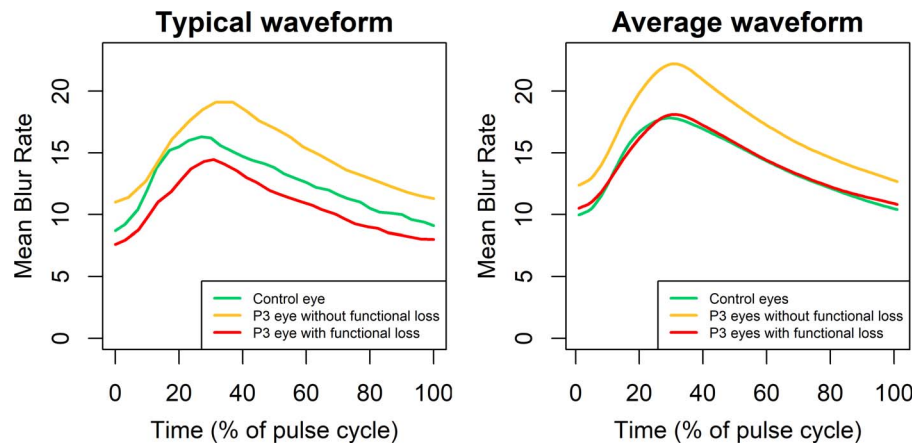 Typical waveform
Mean Blur Rate
20
15
10
5
0
Control eye
P3 eye without functional loss
P3 eye with functional loss
0 20 40 60 80 100
Time (% of pulse cycle)
Average waveform
Mean Blur Rate
20
15
10
5
0
Control eyes
P3 eyes without functional loss
P3 eyes with functional loss
0 20 40 60 80 100
Time (% of pulse cycle)